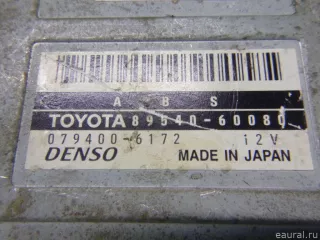 A B S
TOYOTA 89540-60080
079400-6172 12V
DENSO MADE IN JAPAN
eaural.ru